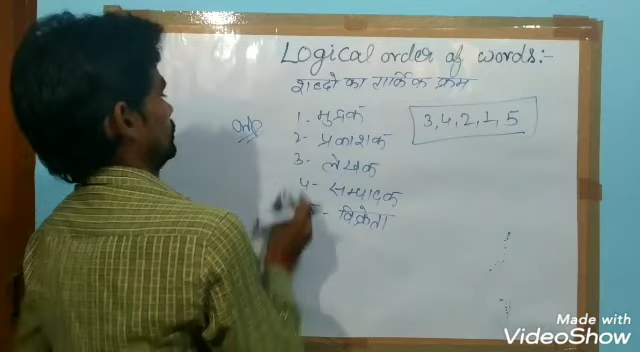 Logical order of words:-
शब्दो का तार्किक क्रम
1- मुद्रक
2- प्रकाशक
3- लेखक
4- सम्पादक
5- विक्रेता
3,4,2,1,5
Made with
VideoShow